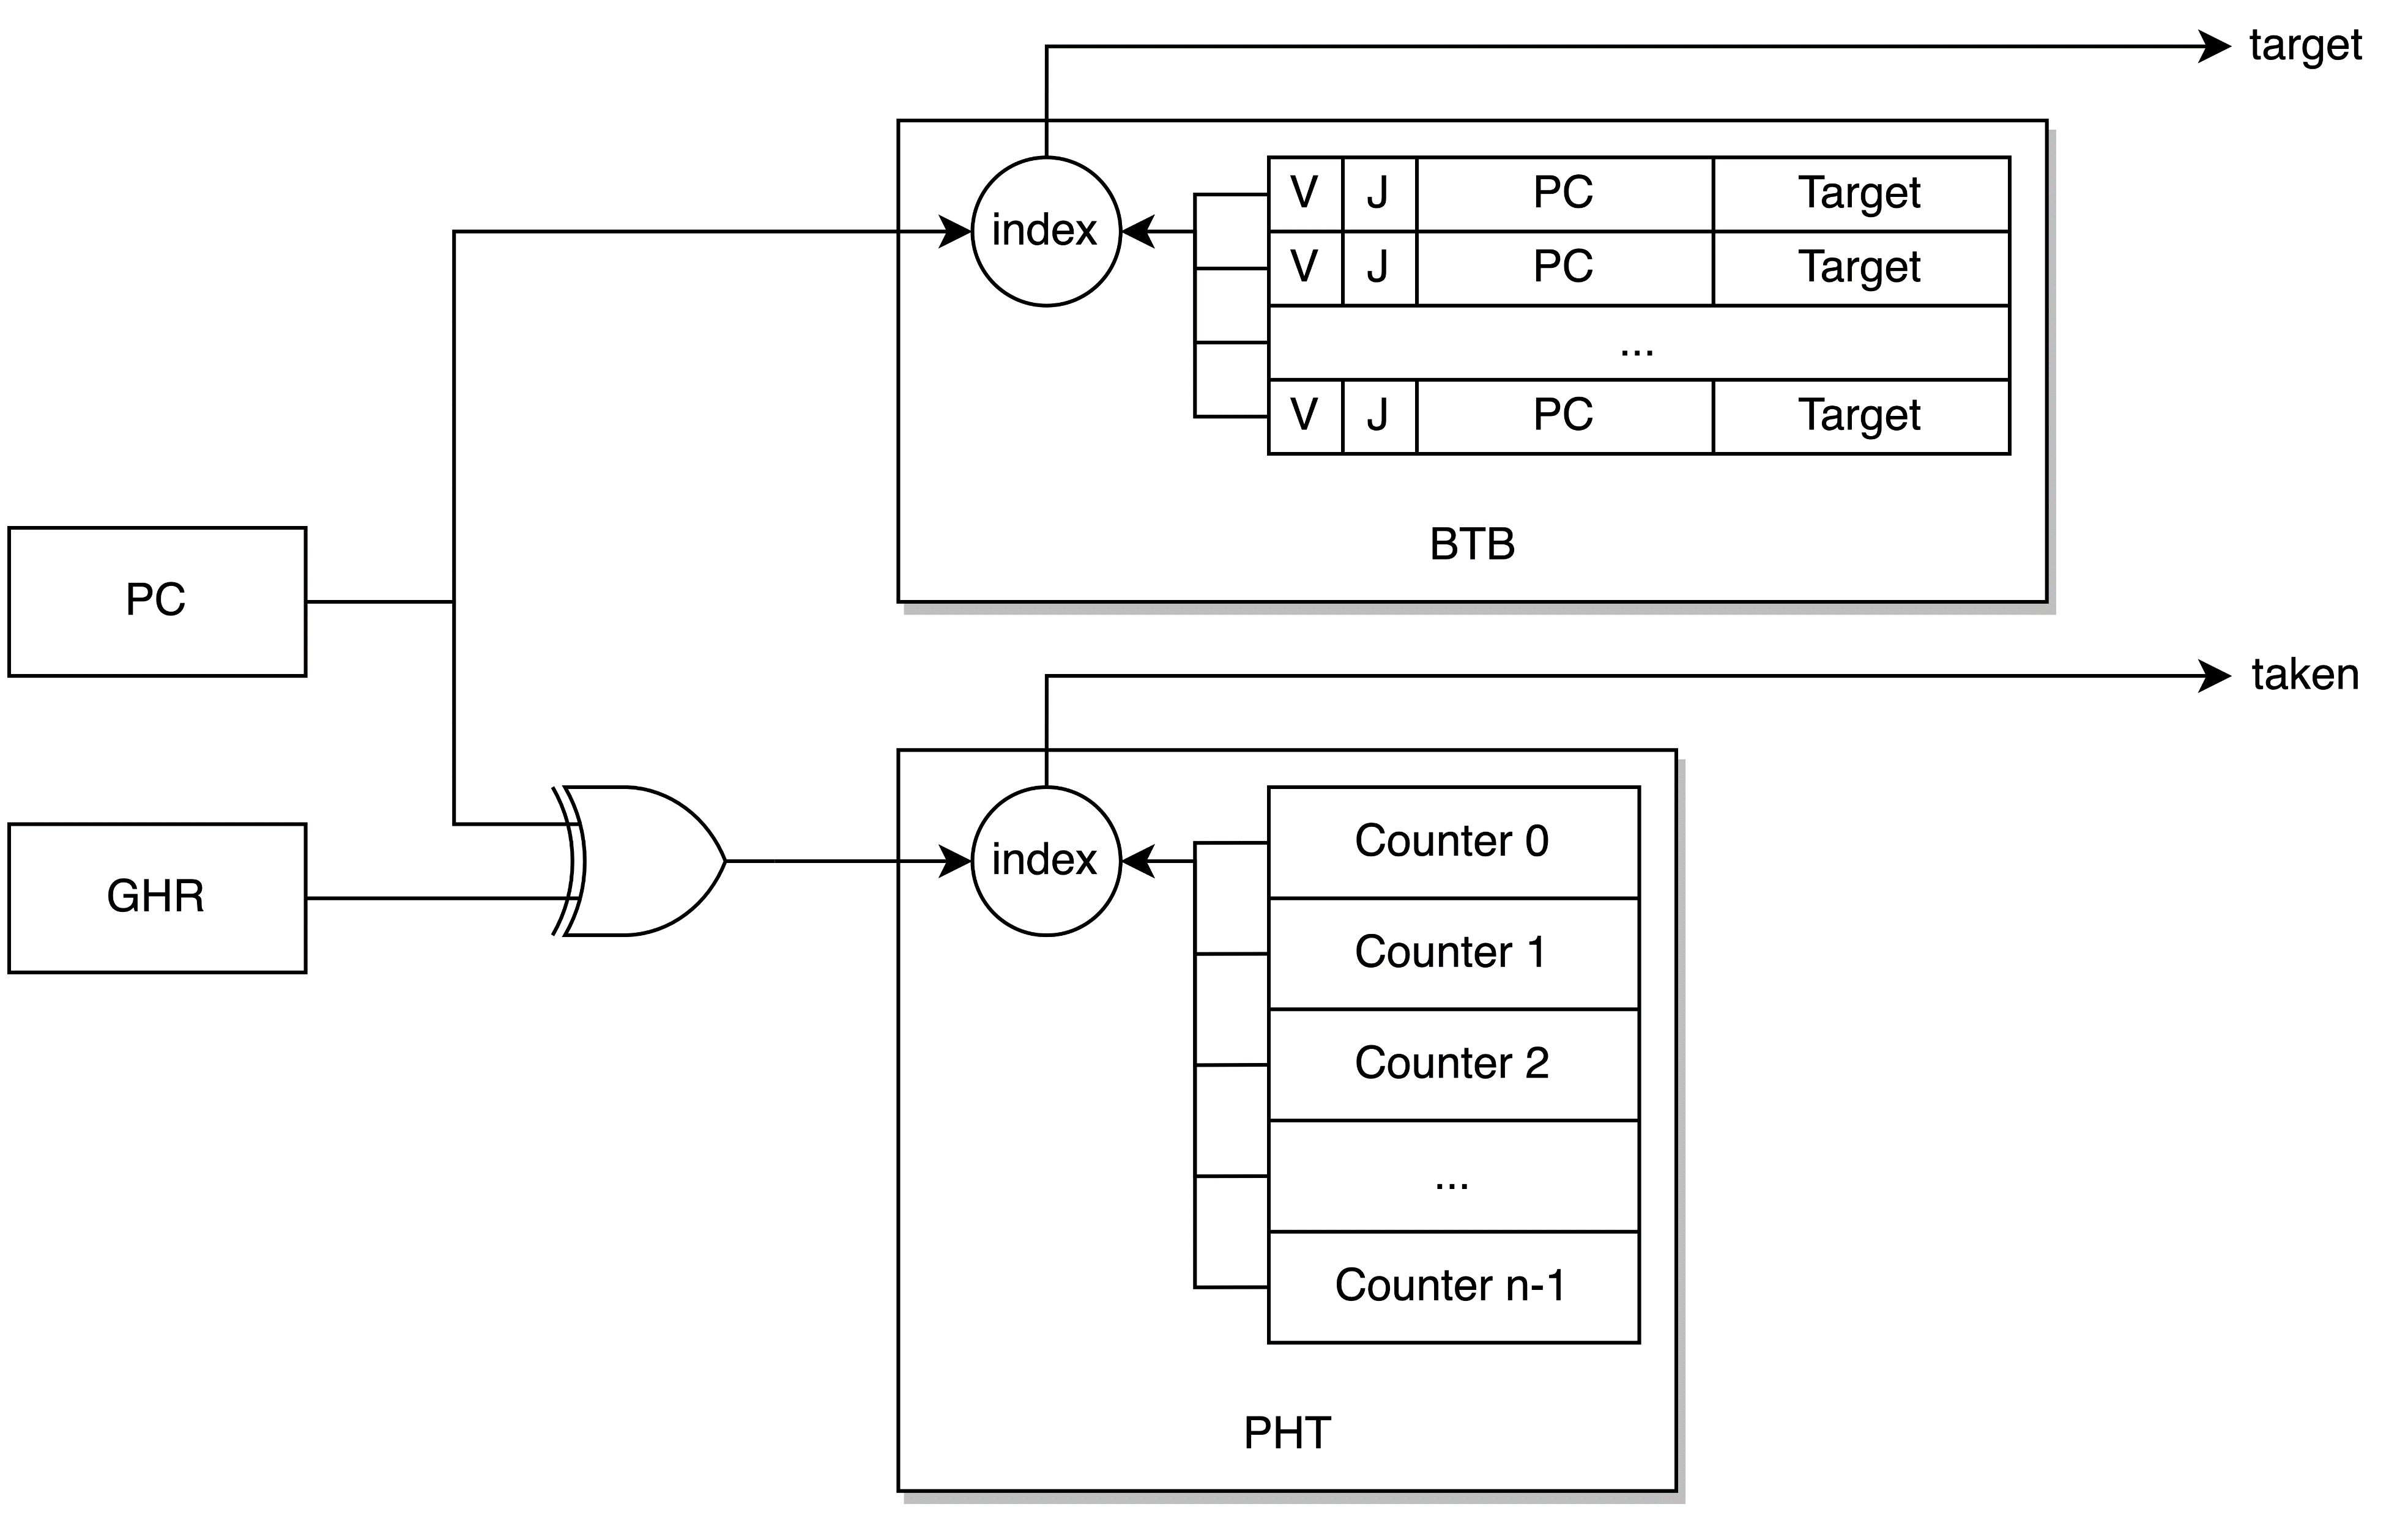 target
V J PC Target
index
V J PC Target
...
V J PC Target
BTB
PC
taken
Counter 0
index
GHR
Counter 1
Counter 2
...
Counter n-1
PHT